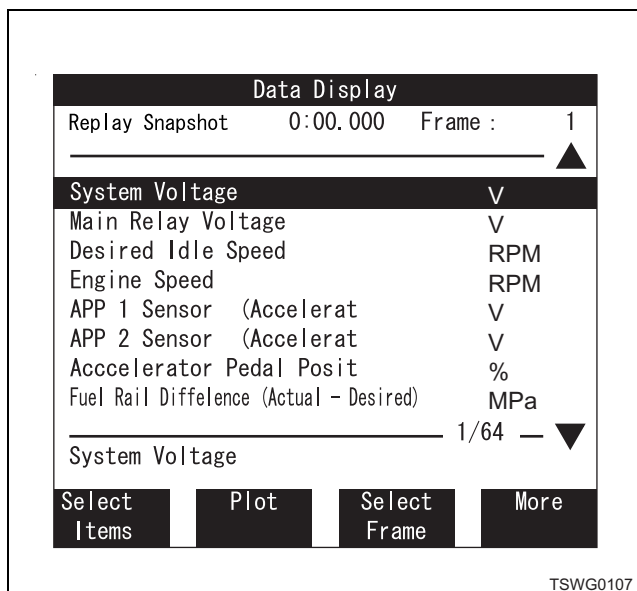 Data Display
Replay Snapshot 0:00.000 Frame : 1
System Voltage V
Main Relay Voltage V
Desired Idle Speed RPM
Engine Speed RPM
APP 1 Sensor (Accelerat V
APP 2 Sensor (Accelerat V
Acccelerator Pedal Posit %
Fuel Rail Diffelence (Actual - Desired) MPa
1/64
System Voltage
Select Items Plot Select Frame More
TSWG0107